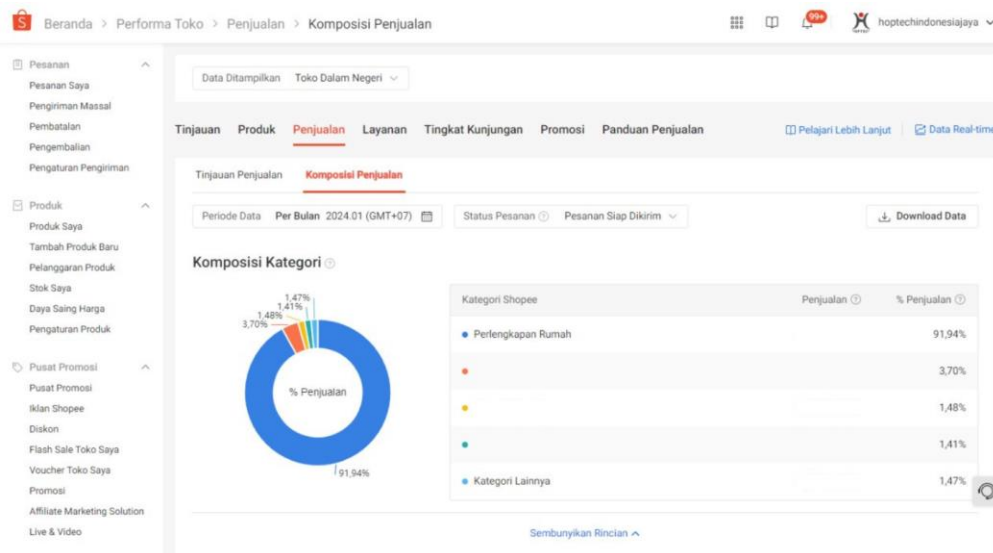 S Beranda > Performa Toko > Penjualan > Komposisi Penjualan
99+ HOPTECH hoptechindonesiajaya
Pesanan
Pesanan Saya
Pengiriman Massal
Pembatalan
Pengembalian
Pengaturan Pengiriman
Produk
Produk Saya
Tambah Produk Baru
Pelanggaran Produk
Stok Saya
Daya Saing Harga
Pengaturan Produk
Pusat Promosi
Pusat Promosi
Iklan Shopee
Diskon
Flash Sale Toko Saya
Voucher Toko Saya
Promosi
Affiliate Marketing Solution
Live & Video
Data Ditampilkan Toko Dalam Negeri
Tinjauan Produk Penjualan Layanan Tingkat Kunjungan Promosi Panduan Penjualan
Pelajari Lebih Lanjut Data Real-time
Tinjauan Penjualan Komposisi Penjualan
Periode Data Per Bulan 2024.01 (GMT+07) Status Pesanan Pesanan Siap Dikirim Download Data
Komposisi Kategori
1,47%
1,41%
1,48%
3,70%
% Penjualan
91,94%
Kategori Shopee Penjualan % Penjualan
Perlengkapan Rumah 91,94%
3,70%
1,48%
1,41%
Kategori Lainnya 1,47%
Sembunyikan Rincian